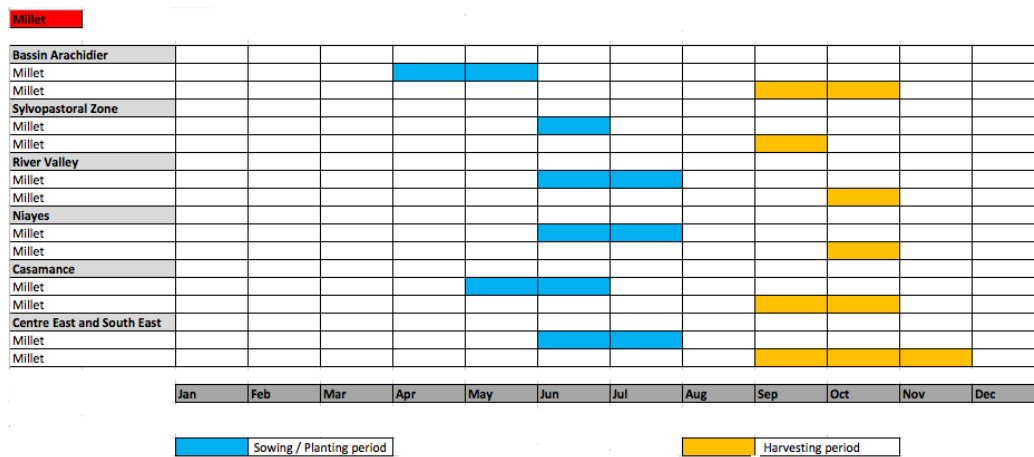 Millet
Bassin Arachidier
Millet
Millet
Sylvopastoral Zone
Millet
Millet
River Valley
Millet
Millet
Niayes
Millet
Millet
Casamance
Millet
Millet
Centre East and South East
Millet
Millet
Jan Feb Mar Apr May Jun Jul Aug Sep Oct Nov Dec
Sowing / Planting period Harvesting period